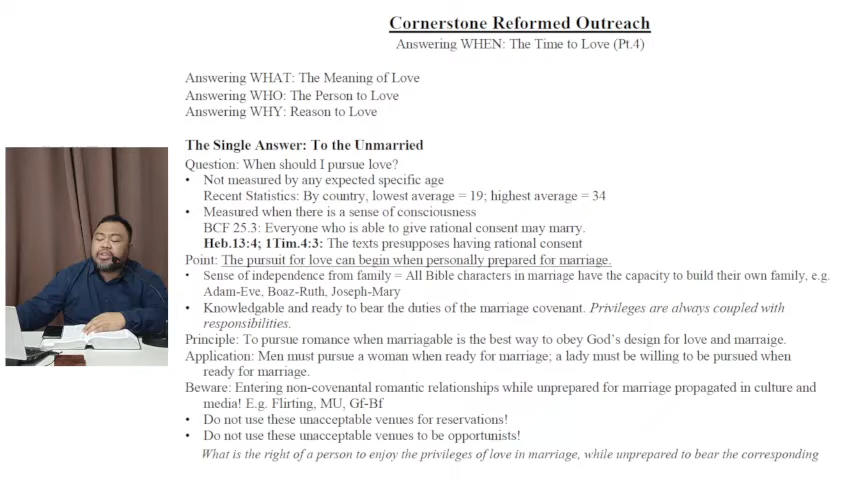 Cornerstone Reformed Outreach
Answering WHEN: The Time to Love (Pt.4)
Answering WHAT: The Meaning of Love
Answering WHO: The Person to Love
Answering WHY: Reason to Love
The Single Answer: To the Unmarried
Question: When should I pursue love?
• Not measured by any expected specific age
Recent Statistics: By country, lowest average = 19; highest average = 34
• Measured when there is a sense of consciousness
BCF 25.3: Everyone who is able to give rational consent may marry.
Heb.13:4; 1Tim.4:3: The texts presupposes having rational consent
Point: The pursuit for love can begin when personally prepared for marriage.
• Sense of independence from family = All Bible characters in marriage have the capacity to build their own family, e.g.
Adam-Eve, Boaz-Ruth, Joseph-Mary
• Knowledgable and ready to bear the duties of the marriage covenant. Privileges are always coupled with
responsibilities.
Principle: To pursue romance when marriagable is the best way to obey God's design for love and marraige.
Application: Men must pursue a woman when ready for marriage; a lady must be willing to be pursued when
ready for marriage.
Beware: Entering non-covenantal romantic relationships while unprepared for marriage propagated in culture and
media! E.g. Flirting, MU, Gf-Bf
• Do not use these unacceptable venues for reservations!
• Do not use these unacceptable venues to be opportunists!
What is the right of a person to enjoy the privileges of love in marriage, while unprepared to bear the corresponding